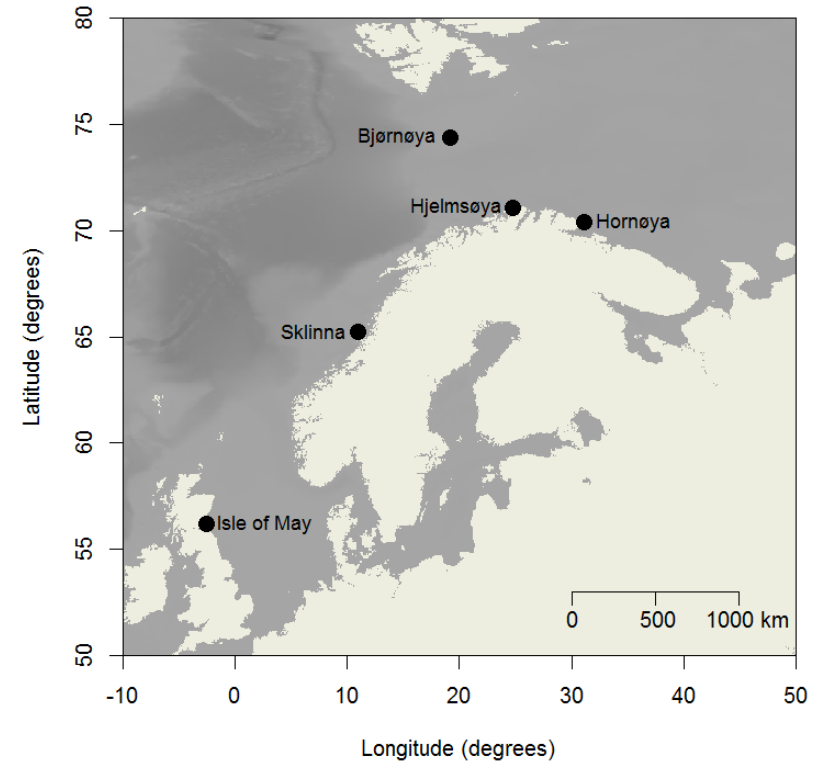 80
75
70
65
60
55
50
Latitude (degrees)
Bjørnøya
Hjelmsøya
Hornøya
Sklinna
Isle of May
0 500 1000 km
-10 0 10 20 30 40 50
Longitude (degrees)